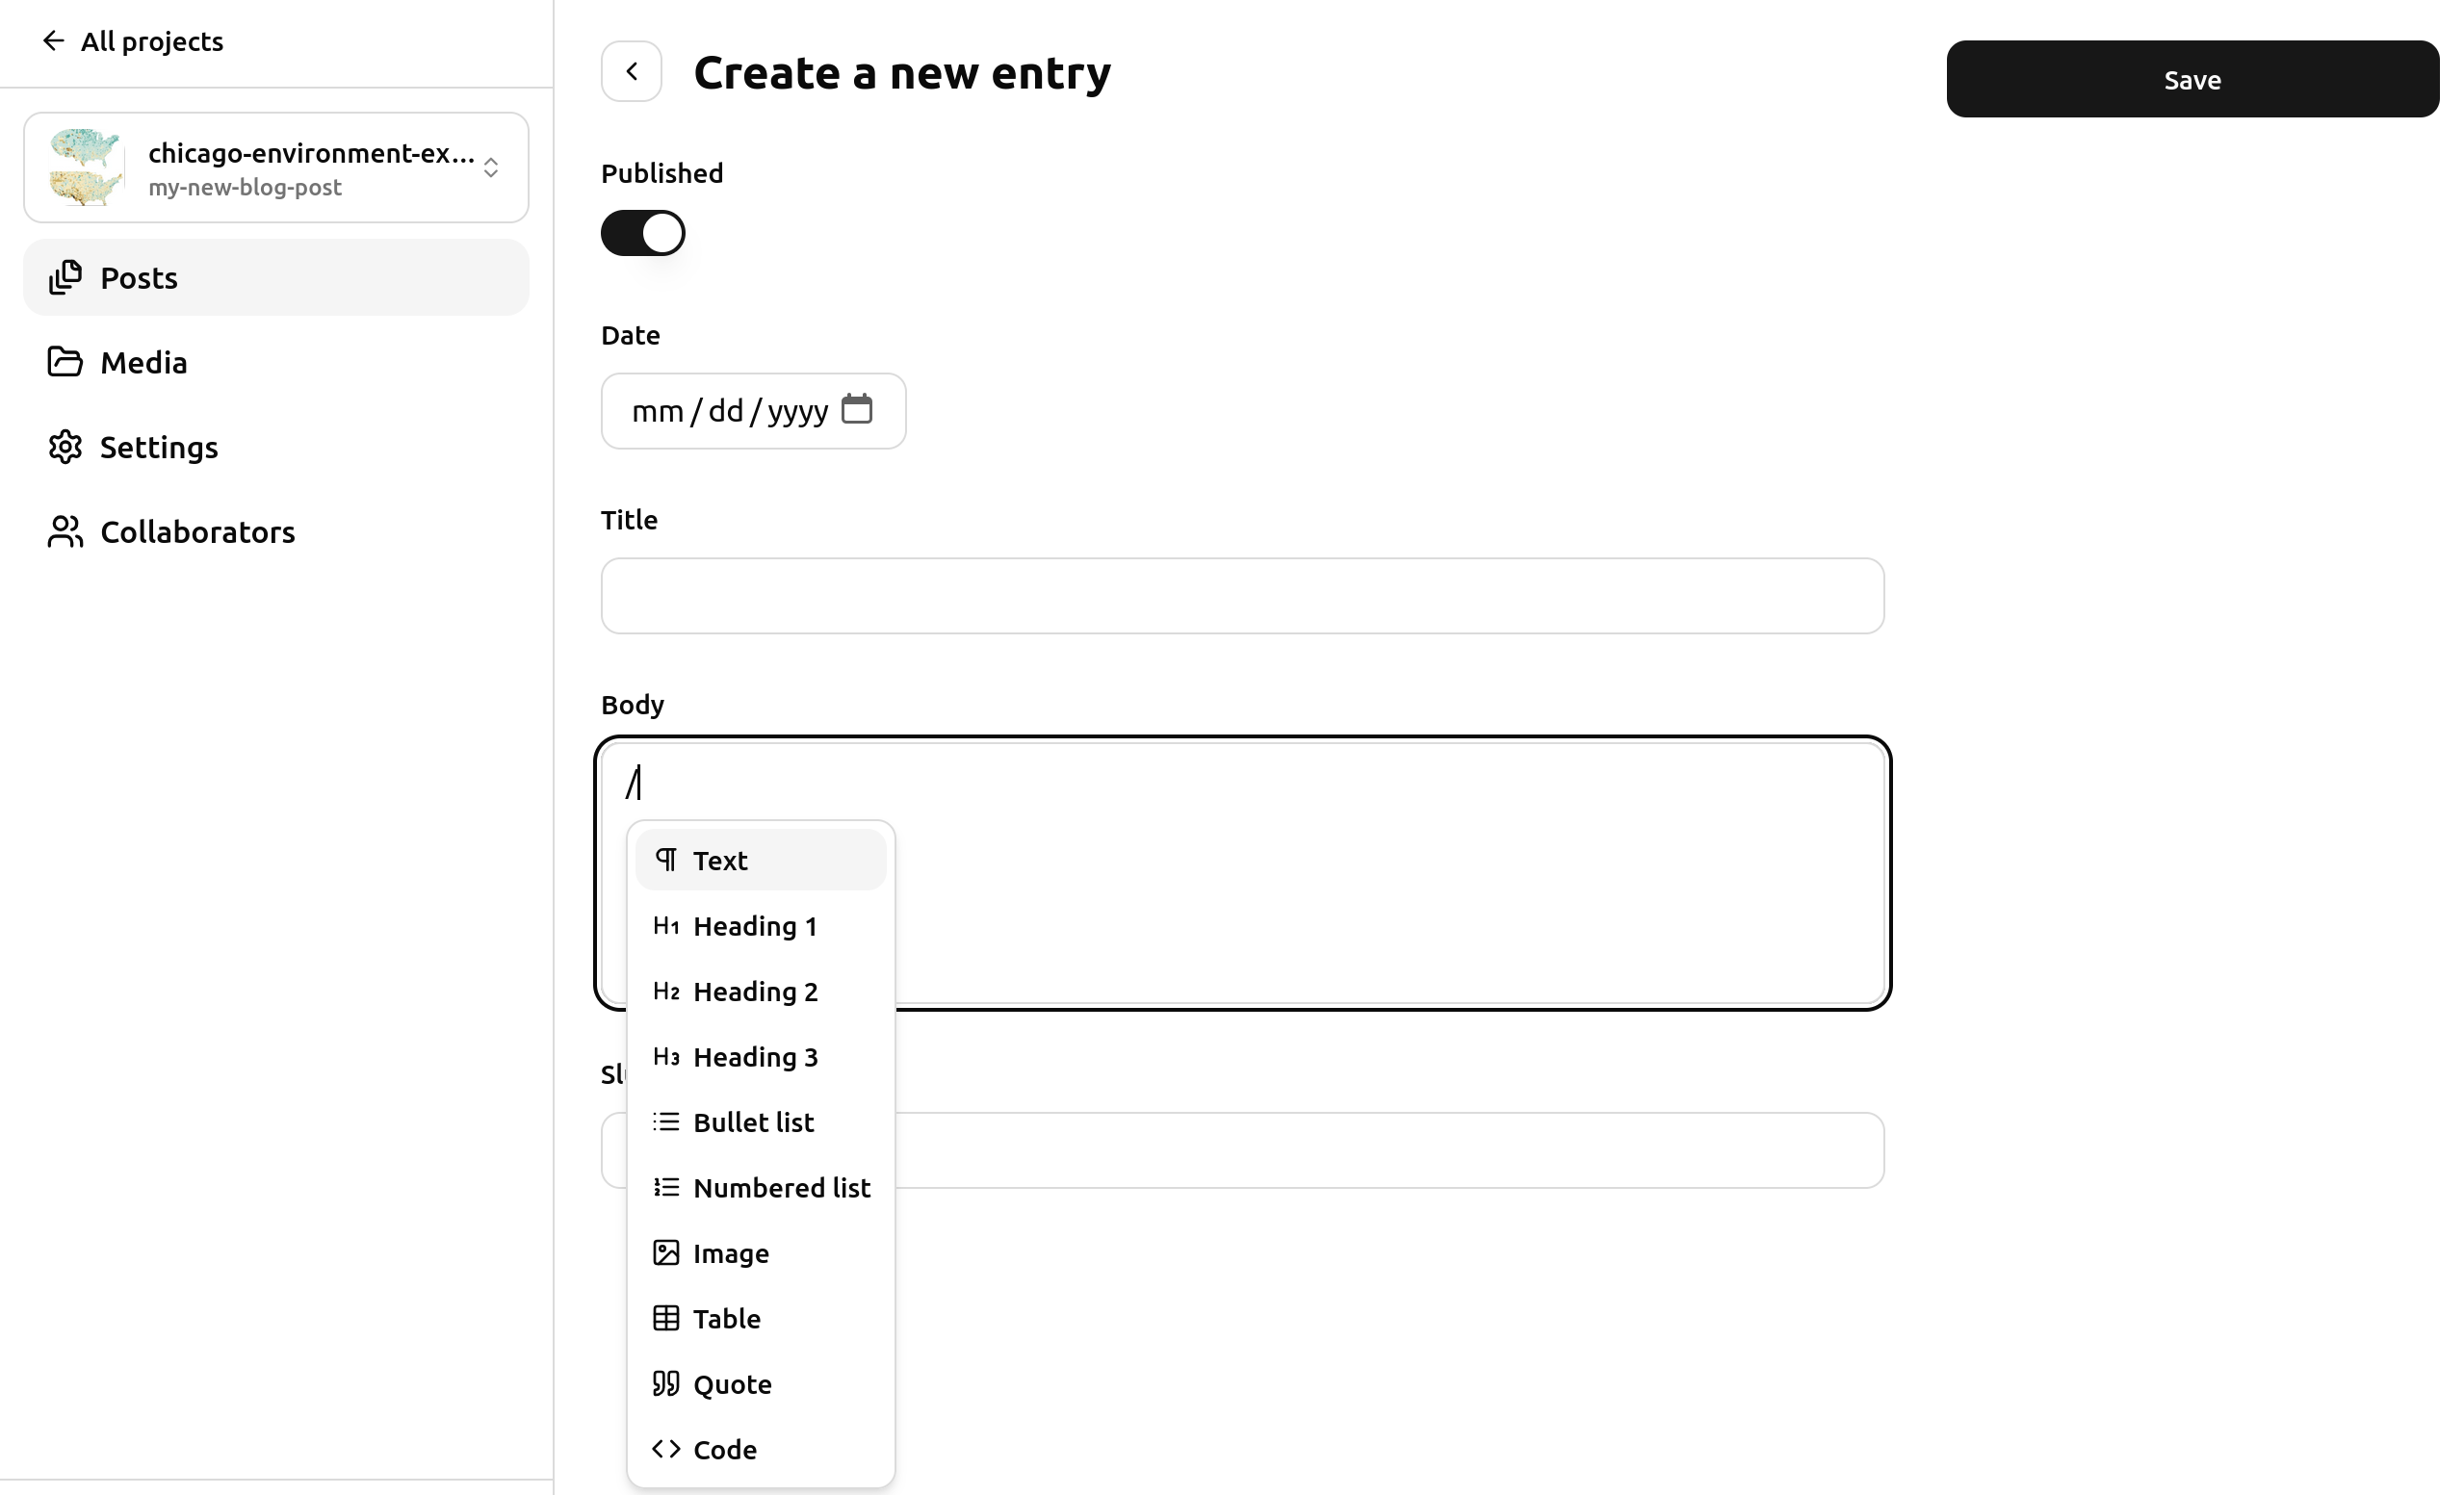 All projects
chicago-environment-ex...
my-new-blog-post
Posts
Media
Settings
Collaborators
Create a new entry
Save
Published
Date
mm / dd / yyyy
Title
Body
/
Text
H1 Heading 1
H2 Heading 2
H3 Heading 3
Bullet list
Numbered list
Image
Table
Quote
Code